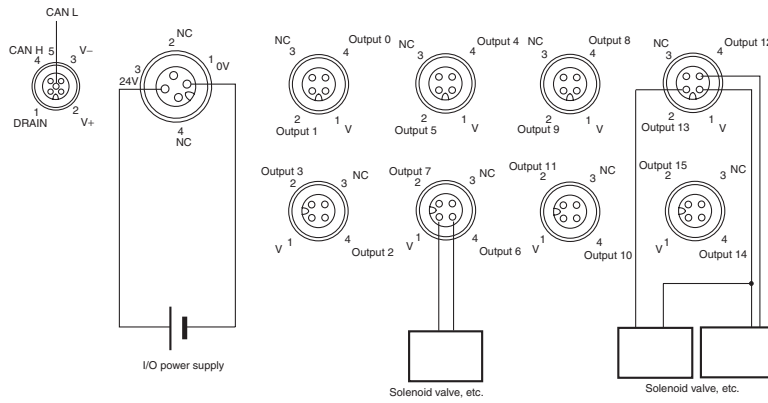 CAN L
CAN H 5 V–
4 3
1 2
DRAIN V+
NC
2
3 1 0V
24V
4
NC
I/O power supply
NC Output 0
3 4
2 1
Output 1 V
NC Output 4
3 4
2 1
Output 5 V
NC Output 8
3 4
2 1
Output 9 V
NC Output 12
3 4
2 1
Output 13 V
Output 3 NC
2 3
1 4
V Output 2
Output 7 NC
2 3
1 4
V Output 6
Output 11 NC
2 3
1 4
V Output 10
Output 15 NC
2 3
1 4
V Output 14
Solenoid valve, etc.
Solenoid valve, etc.